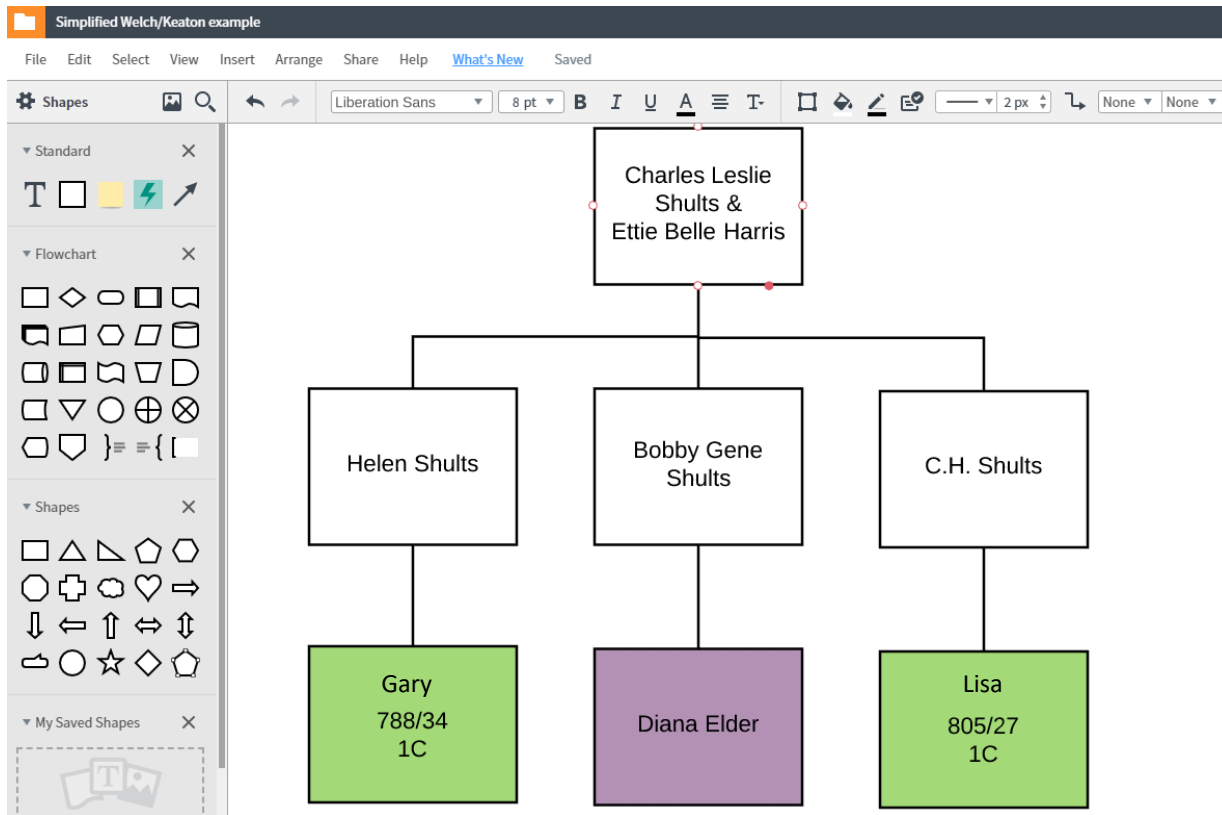 Simplified Welch/Keaton example
File Edit Select View Insert Arrange Share Help What's New Saved
Shapes Liberation Sans 8 pt B I U A T 2 px None None
Standard
T
Flowchart
Shapes
My Saved Shapes
T
Charles Leslie
Shults &
Ettie Belle Harris
Helen Shults
Bobby Gene
Shults
C.H. Shults
Gary
788/34
1C
Diana Elder
Lisa
805/27
1C